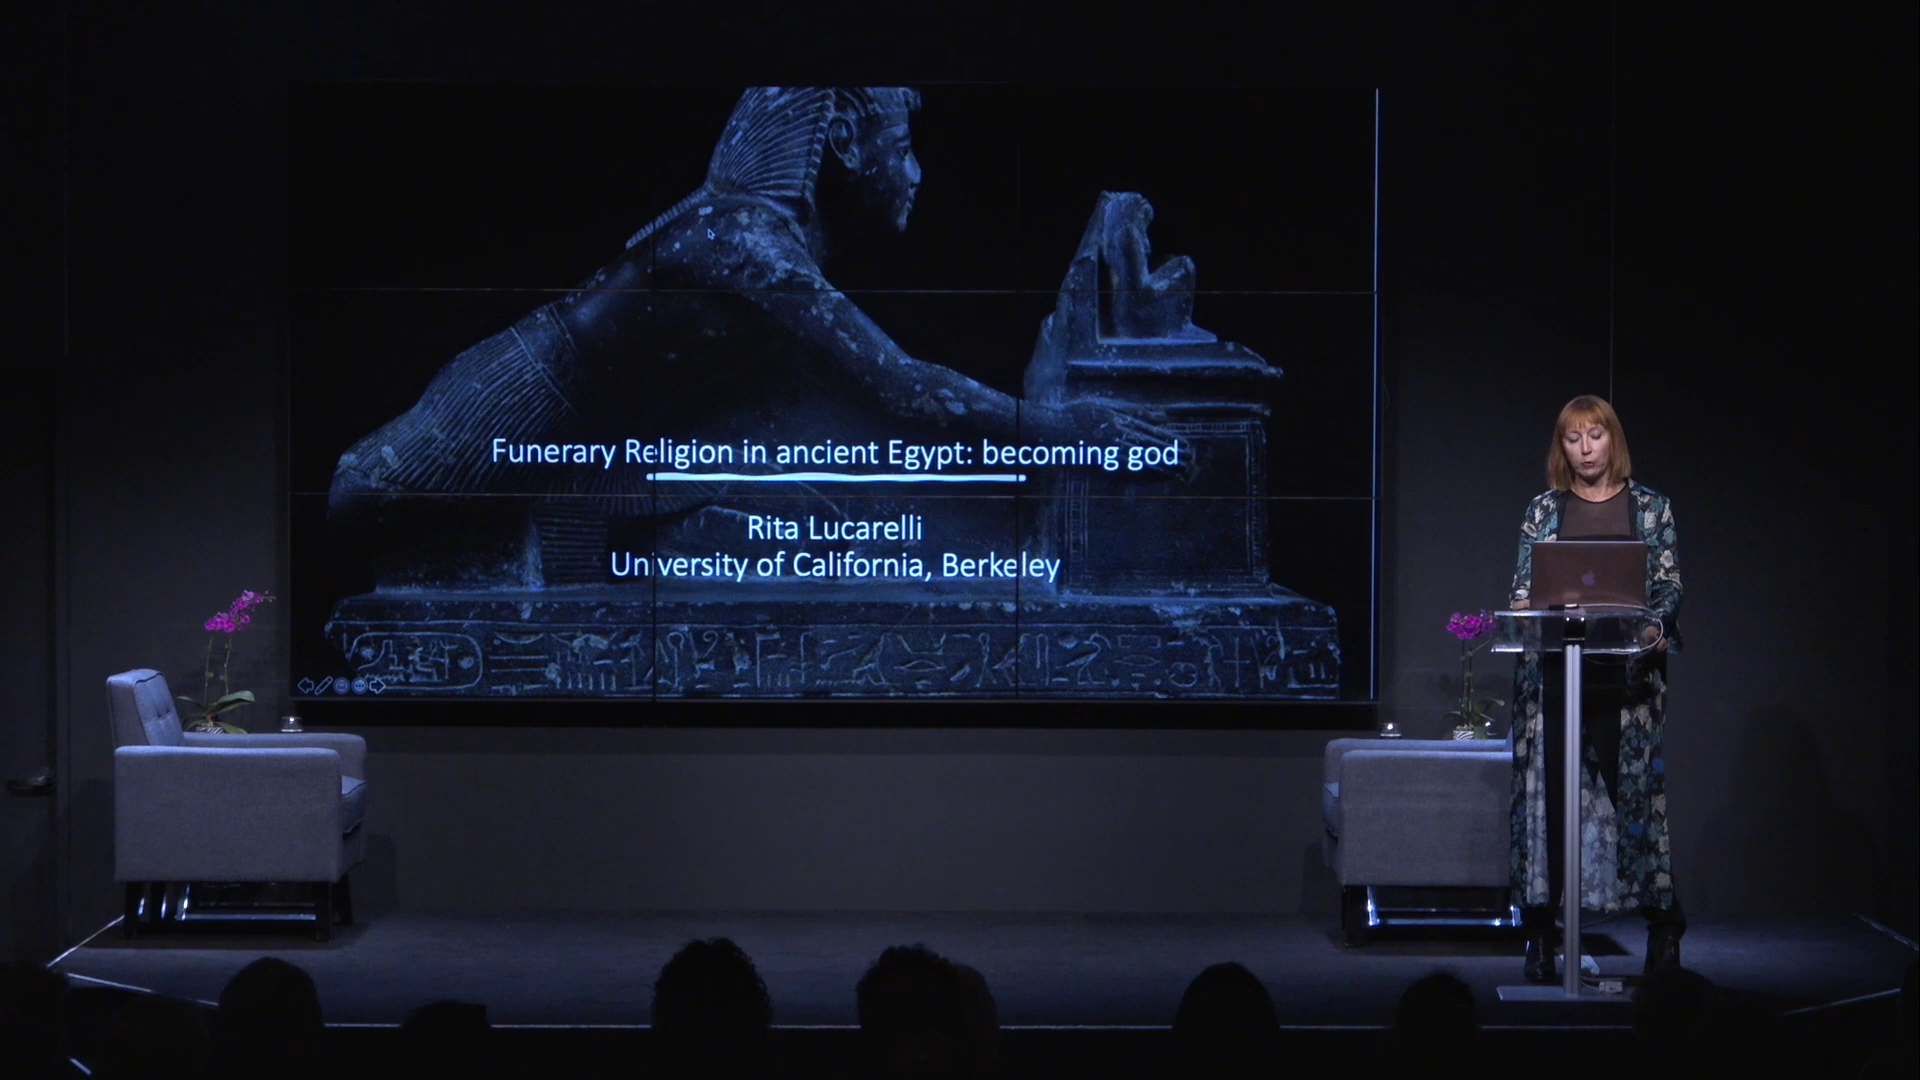 Funerary Religion in ancient Egypt: becoming god
Rita Lucarelli
University of California, Berkeley